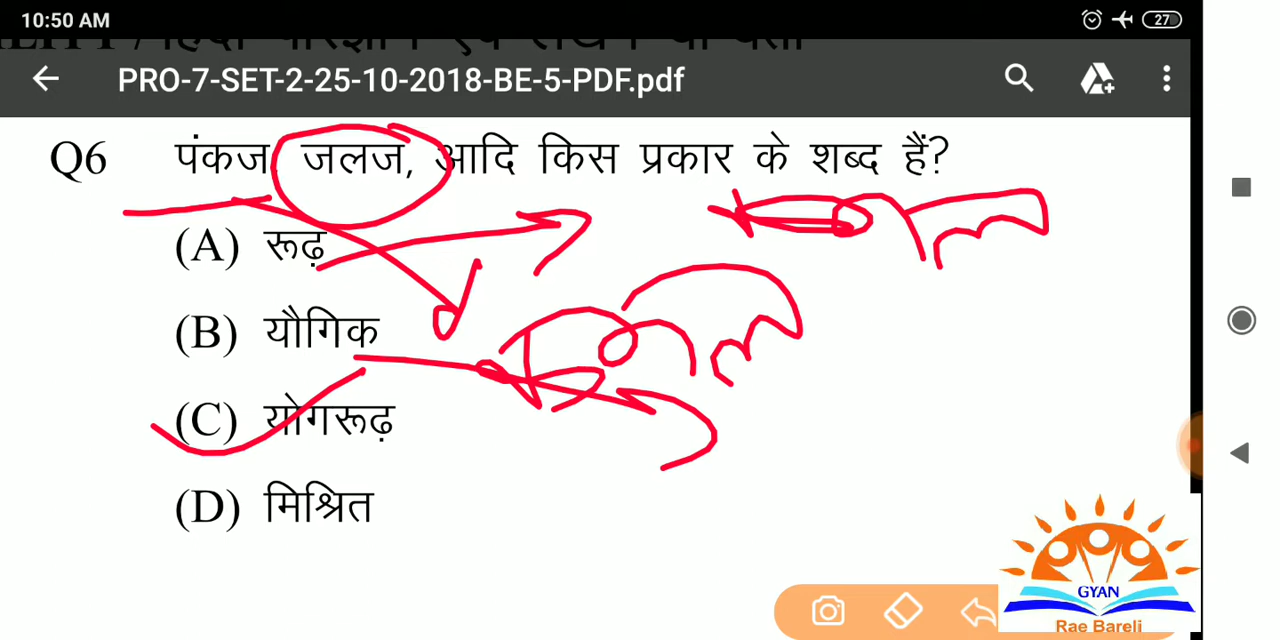 10:50 AM
27
PRO-7-SET-2-25-10-2018-BE-5-PDF.pdf
Q6 पंकज जलज, आदि किस प्रकार के शब्द हैं?
(A) रूढ़
(B) यौगिक
(C) योगरूढ़
(D) मिश्रित
GYAN
Rae Bareli